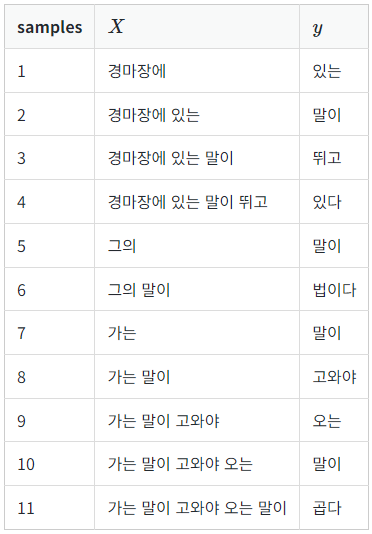 samples X y
1 경마장에 있는
2 경마장에 있는 말이
3 경마장에 있는 말이 뛰고
4 경마장에 있는 말이 뛰고 있다
5 그의 말이
6 그의 말이 법이다
7 가는 말이
8 가는 말이 고와야
9 가는 말이 고와야 오는
10 가는 말이 고와야 오는 말이
11 가는 말이 고와야 오는 말이 곱다